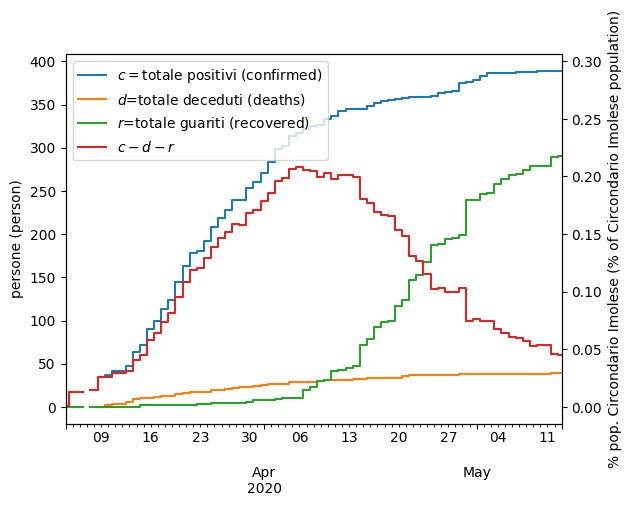 c = totale positivi (confirmed)
d=totale deceduti (deaths)
r=totale guariti (recovered)
c − d − r
persone (person)
400
350
300
250
200
150
100
50
0
% pop. Circondario Imolese (% of Circondario Imolese population)
0.30
0.25
0.20
0.15
0.10
0.05
0.00
09 16 23 30 06 13 20 27 04 11
Apr May
2020